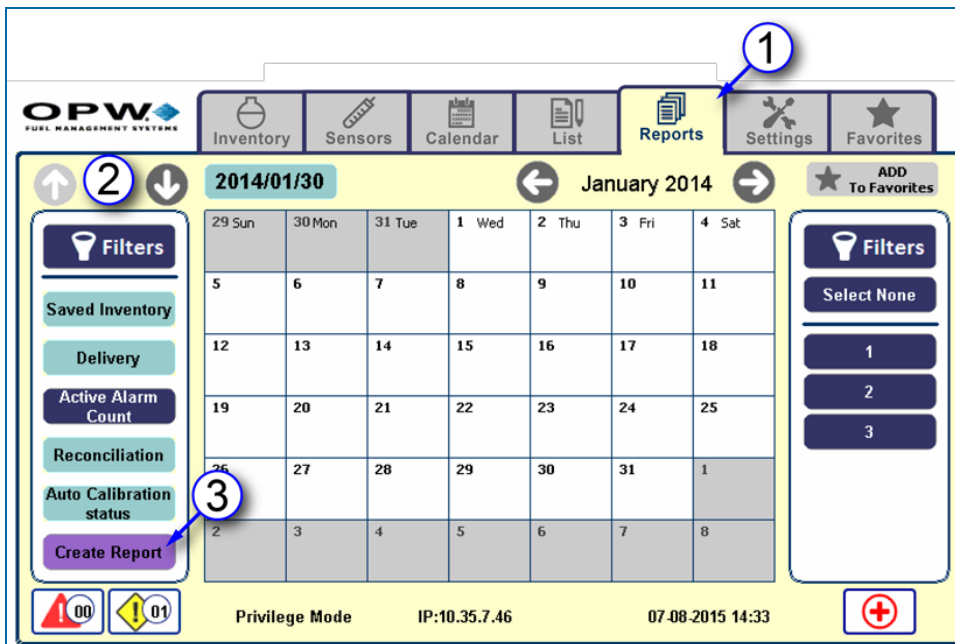 1
OPW
FUEL MANAGEMENT SYSTEMS
Inventory
Sensors
Calendar
List
Reports
Settings
Favorites
2
2014/01/30
January 2014
ADD
To Favorites
Filters
Saved Inventory
Delivery
Active Alarm
Count
Reconciliation
Auto Calibration
status
3
Create Report
29 Sun 30 Mon 31 Tue 1 Wed 2 Thu 3 Fri 4 Sat
5 6 7 8 9 10 11
12 13 14 15 16 17 18
19 20 21 22 23 24 25
26 27 28 29 30 31 1
2 3 4 5 6 7 8
Filters
Select None
1
2
3
00
01
Privilege Mode IP:10.35.7.46 07-08-2015 14:33